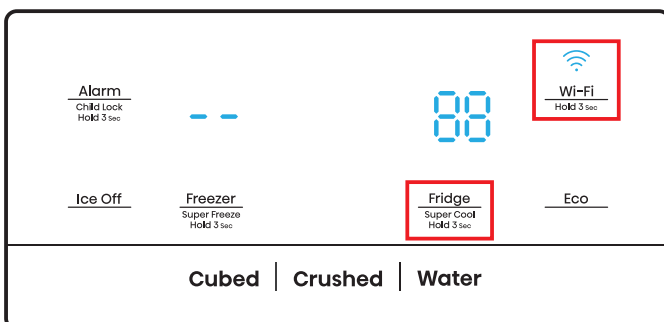 Alarm
Child Lock
Hold 3 Sec
-- 
88
Wi-Fi
Hold 3 Sec
Ice Off
Freezer
Super Freeze
Hold 3 Sec
Fridge
Super Cool
Hold 3 Sec
Eco
Cubed | Crushed | Water